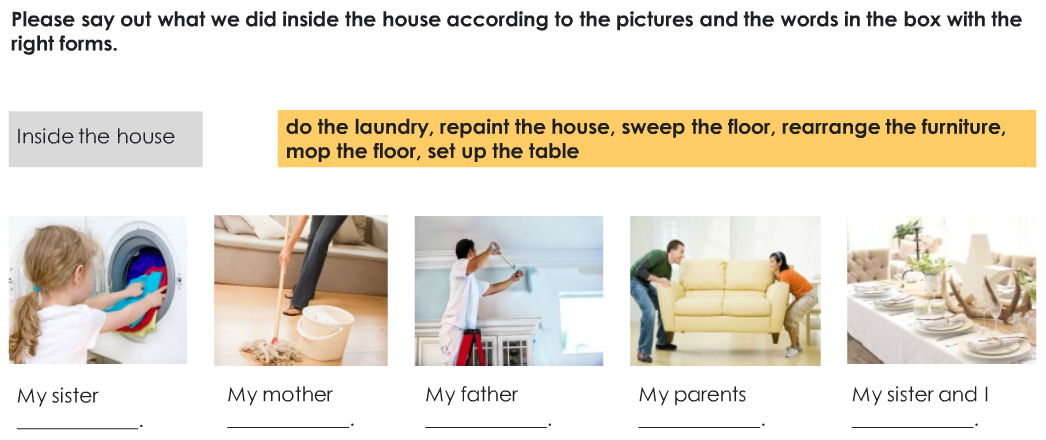 Please say out what we did inside the house according to the pictures and the words in the box with the
right forms.
Inside the house
do the laundry, repaint the house, sweep the floor, rearrange the furniture,
mop the floor, set up the table
My sister
____________.
My mother
____________.
My father
____________.
My parents
____________.
My sister and I
____________.